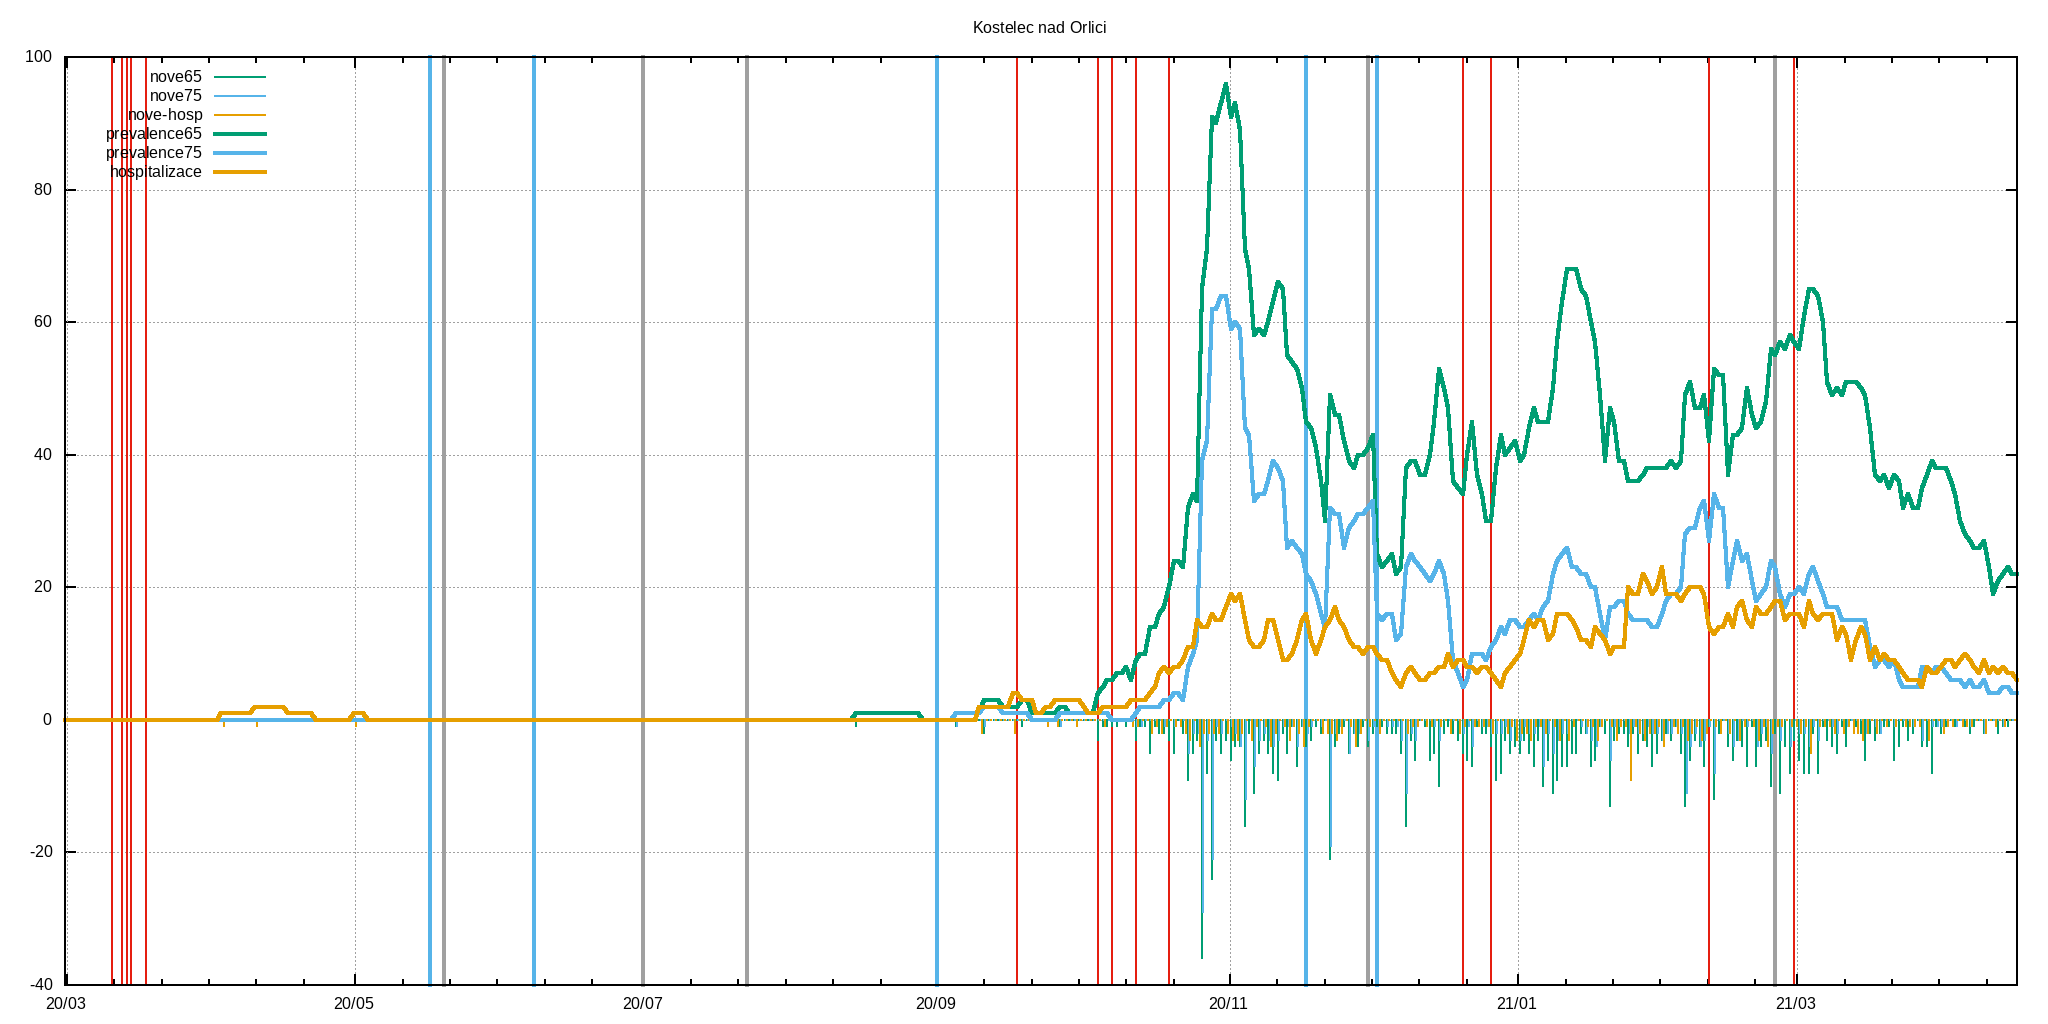 Kostelec nad Orlici
100
80
60
40
20
0
-20
-40
nove65
nove75
nove-hosp
prevalence65
prevalence75
hospitalizace
20/03 20/05 20/07 20/09 20/11 21/01 21/03